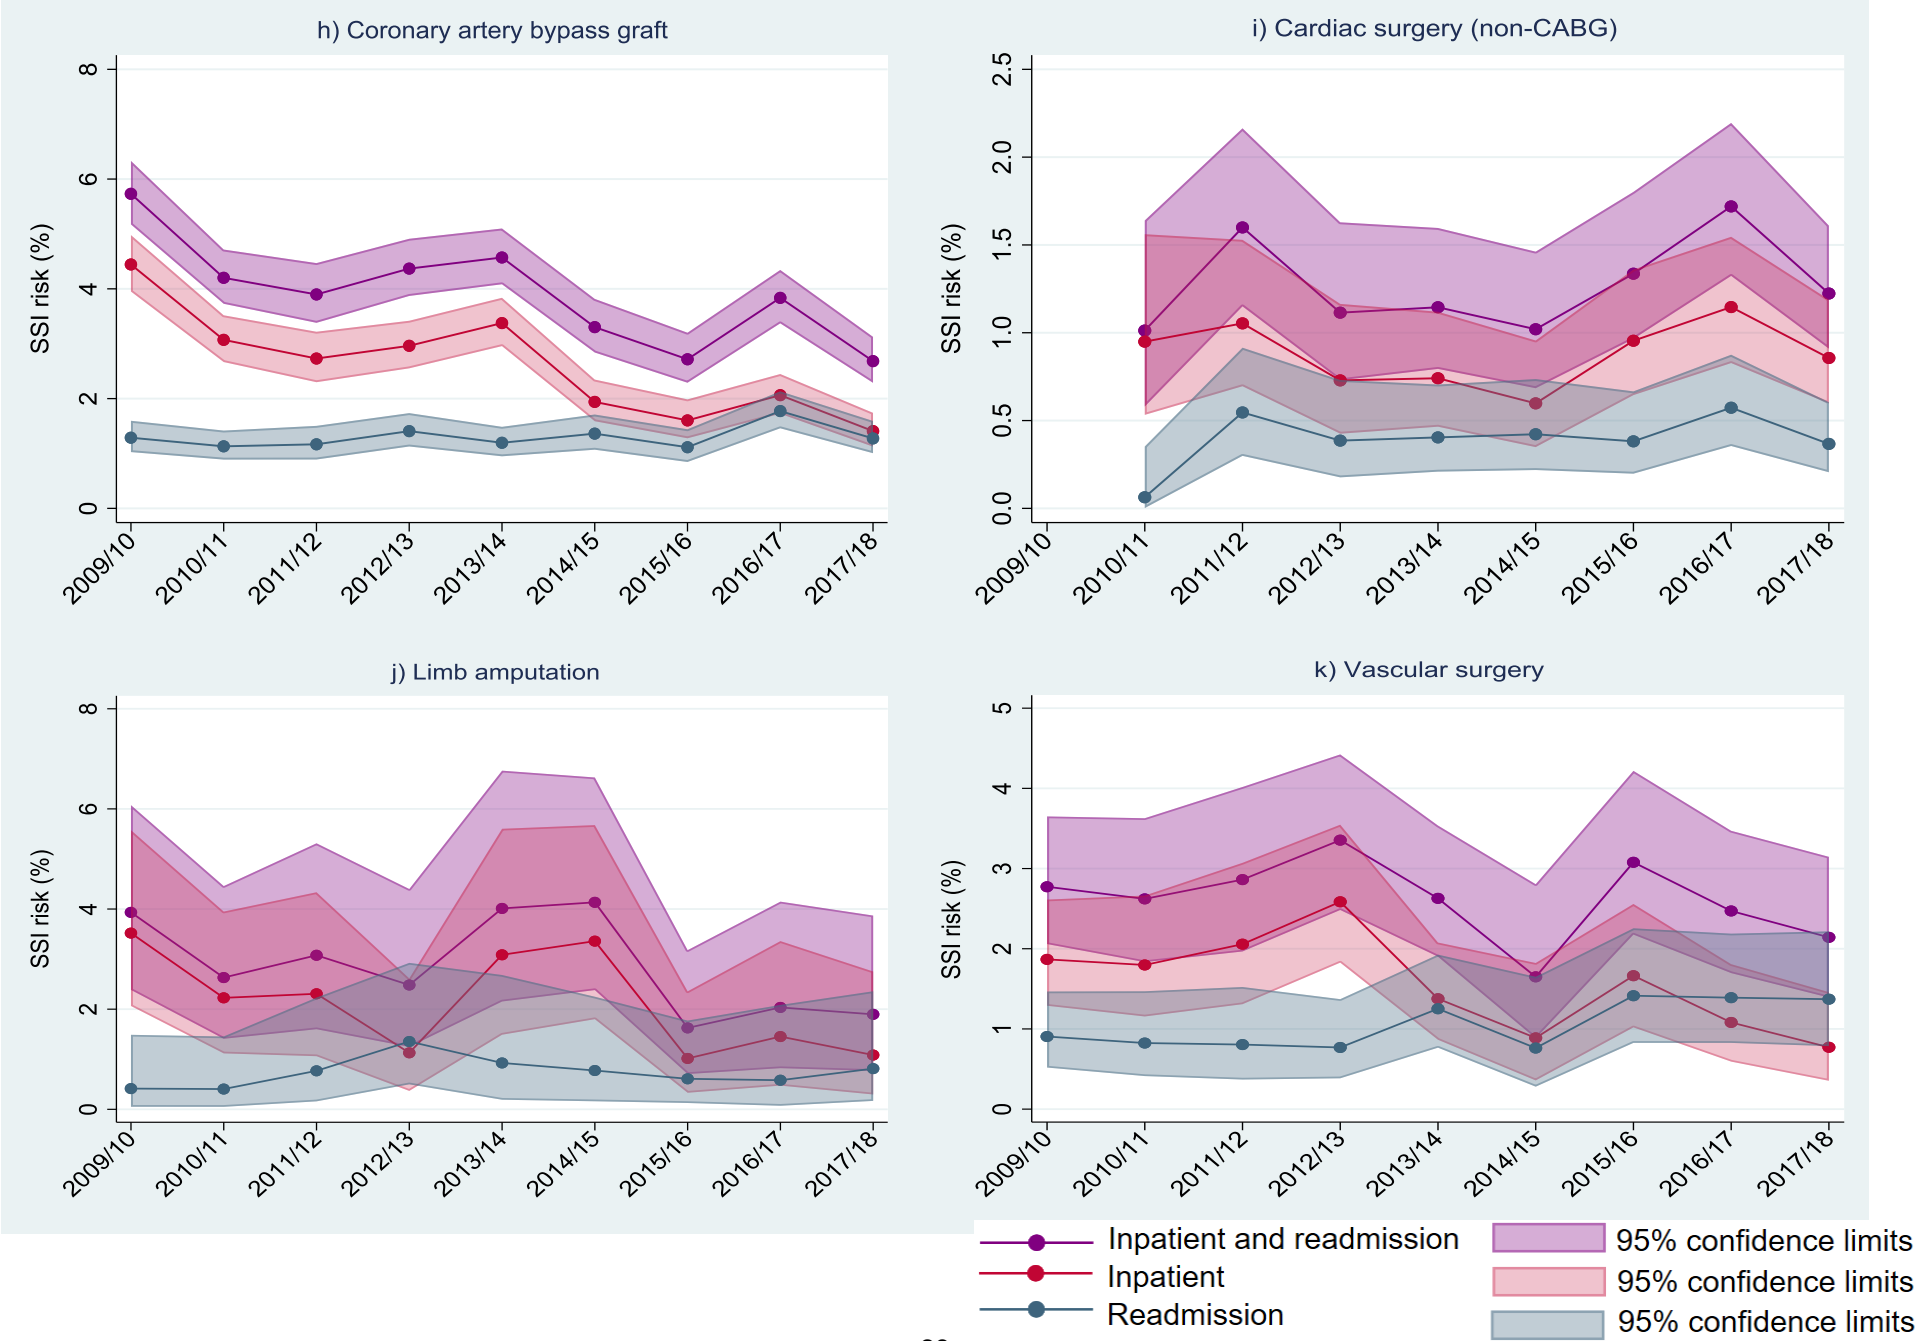 h) Coronary artery bypass graft
SSI risk (%)
8
6
4
2
0
2009/10 2010/11 2011/12 2012/13 2013/14 2014/15 2015/16 2016/17 2017/18
i) Cardiac surgery (non-CABG)
SSI risk (%)
2.5
2.0
1.5
1.0
0.5
0.0
2009/10 2010/11 2011/12 2012/13 2013/14 2014/15 2015/16 2016/17 2017/18
j) Limb amputation
SSI risk (%)
8
6
4
2
0
2009/10 2010/11 2011/12 2012/13 2013/14 2014/15 2015/16 2016/17 2017/18
k) Vascular surgery
SSI risk (%)
5
4
3
2
1
0
2009/10 2010/11 2011/12 2012/13 2013/14 2014/15 2015/16 2016/17 2017/18
Inpatient and readmission 95% confidence limits
Inpatient 95% confidence limits
Readmission 95% confidence limits